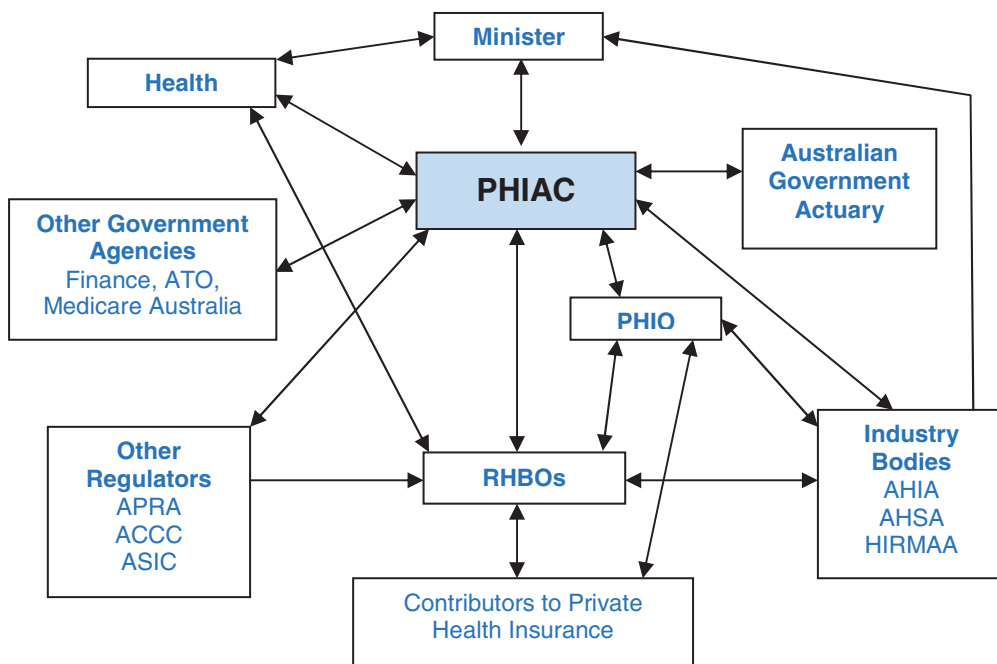 Minister
Health
PHIAC
Australian
Government
Actuary
Other Government
Agencies
Finance, ATO,
Medicare Australia
PHIO
Other
Regulators
APRA
ACCC
ASIC
RHBOs
Industry
Bodies
AHIA
AHSA
HIRMAA
Contributors to Private
Health Insurance